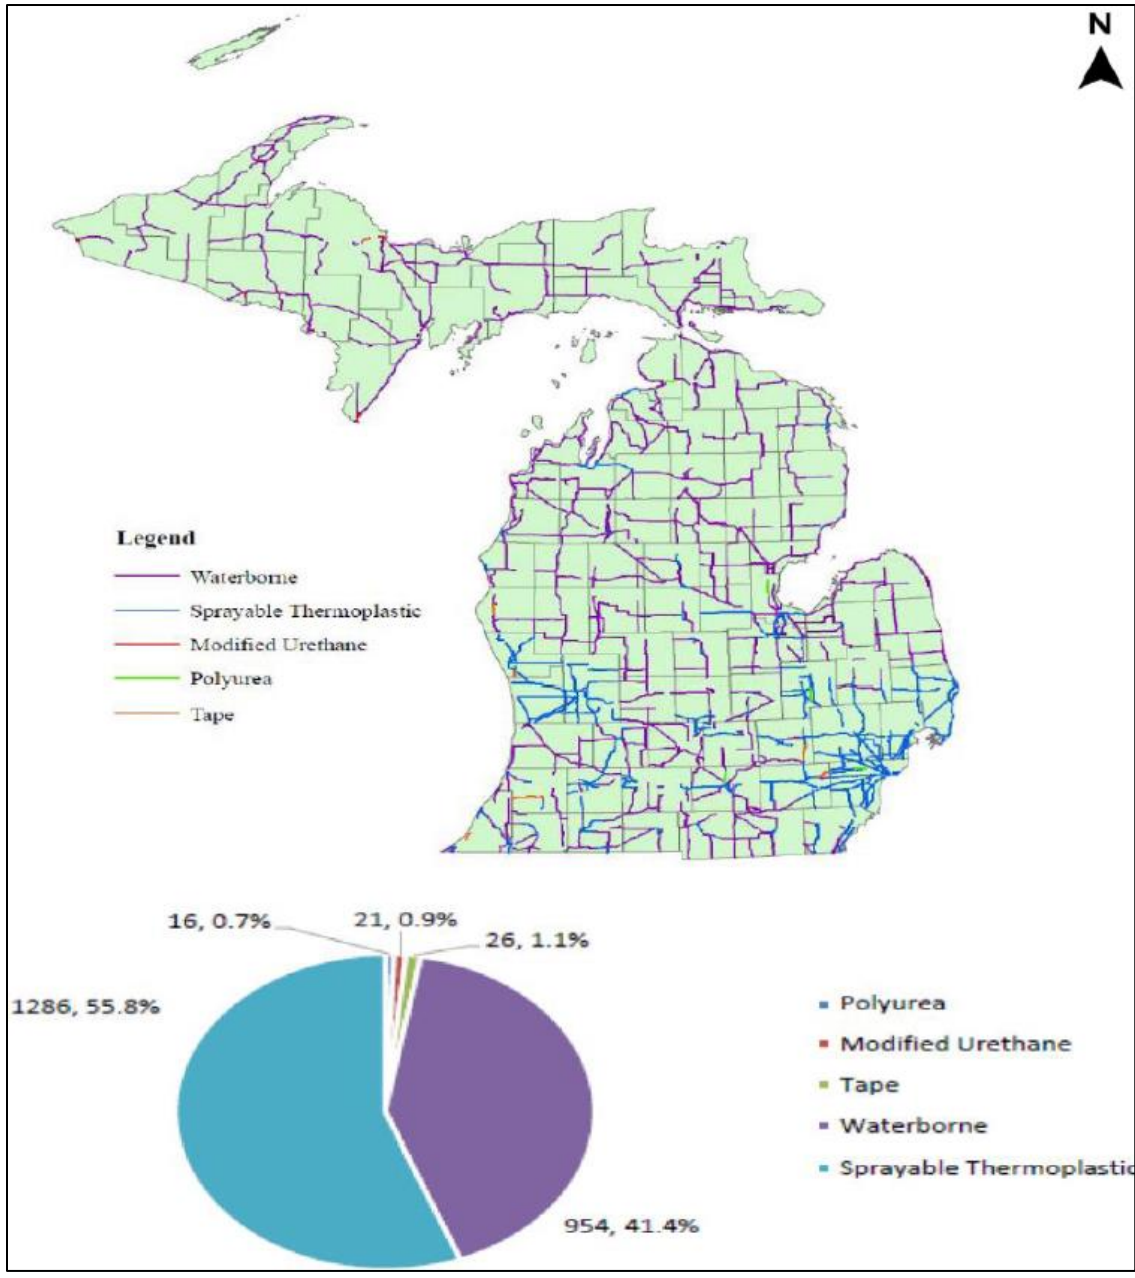 N
Legend
Waterborne
Sprayable Thermoplastic
Modified Urethane
Polyurea
Tape
16, 0.7%
21, 0.9%
26, 1.1%
1286, 55.8%
954, 41.4%
Polyurea
Modified Urethane
Tape
Waterborne
Sprayable Thermoplastic